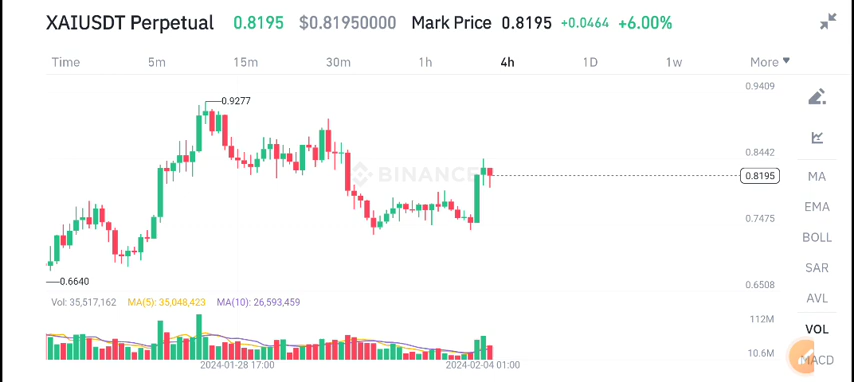 XAIUSDT Perpetual 0.8195 $0.81950000 Mark Price 0.8195 +0.0464 +6.00%
Time 5m 15m 30m 1h 4h 1D 1w More
0.9409
0.9277
0.8442
BINANCE
0.8195
MA
EMA
0.7475
BOLL
SAR
0.6640
0.6508
AVL
Vol: 35,517,162 MA(5): 35,048,423 MA(10): 26,593,459
112M
VOL
10.6M
MACD
2024-01-28 17:00 2024-02-04 01:00